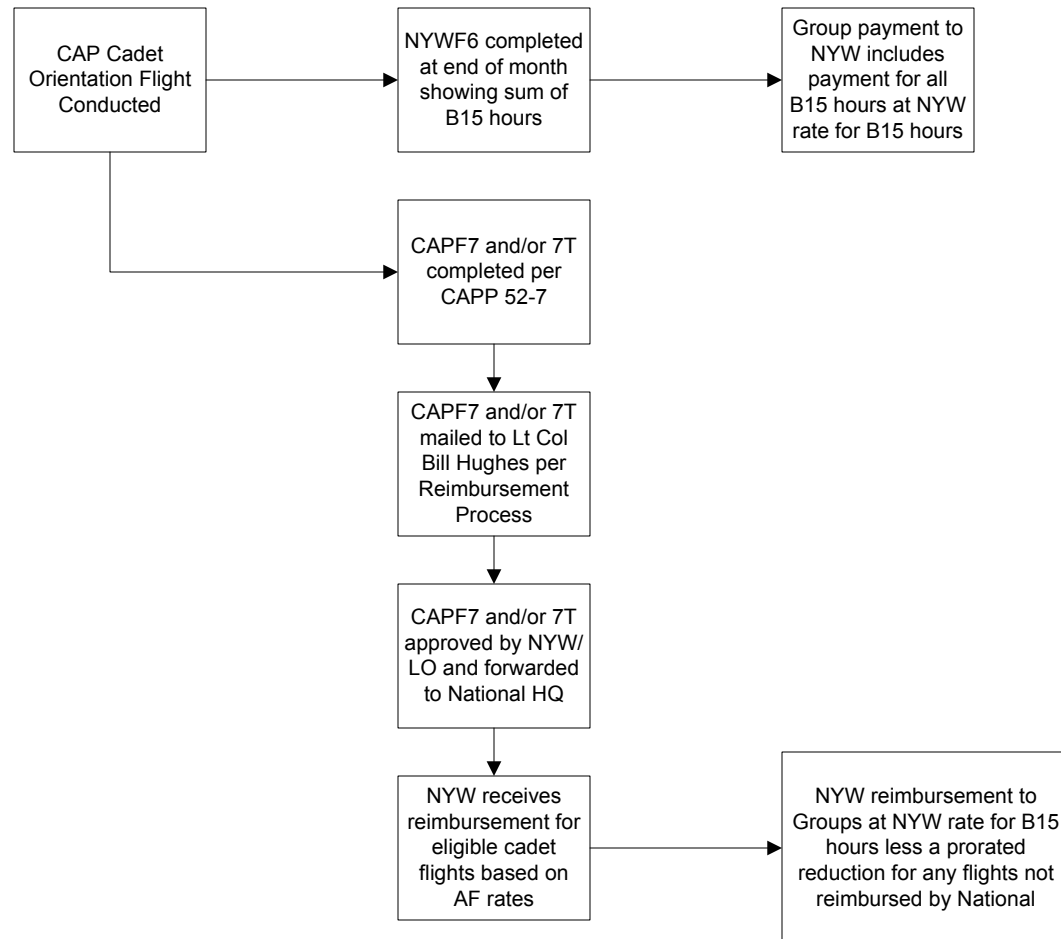 CAP Cadet
Orientation Flight
Conducted
NYWF6 completed
at end of month
showing sum of
B15 hours
Group payment to
NYW includes
payment for all
B15 hours at NYW
rate for B15 hours
CAPF7 and/or 7T
completed per
CAPP 52-7
CAPF7 and/or 7T
mailed to Lt Col
Bill Hughes per
Reimbursement
Process
CAPF7 and/or 7T
approved by NYW/
LO and forwarded
to National HQ
NYW receives
reimbursement for
eligible cadet
flights based on
AF rates
NYW reimbursement to
Groups at NYW rate for B15
hours less a prorated
reduction for any flights not
reimbursed by National